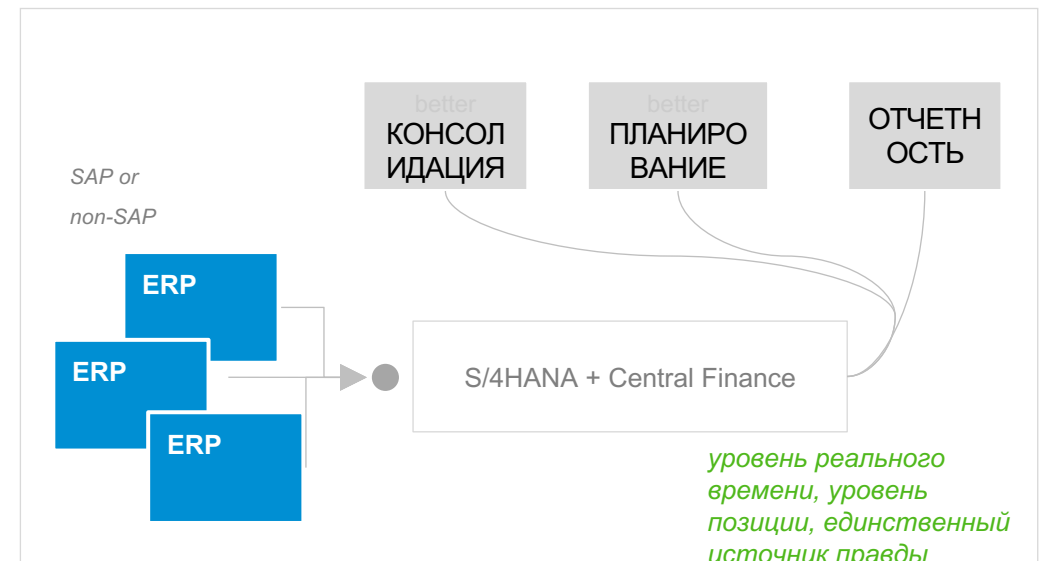 better
КОНСОЛ
ИДАЦИЯ
better
ПЛАНИРО
ВАНИЕ
ОТЧЕТН
ОСТЬ
SAP or
non-SAP
ERP
ERP
ERP
S/4HANA + Central Finance
уровень реального
времени, уровень
позиции, единственный
источник правды